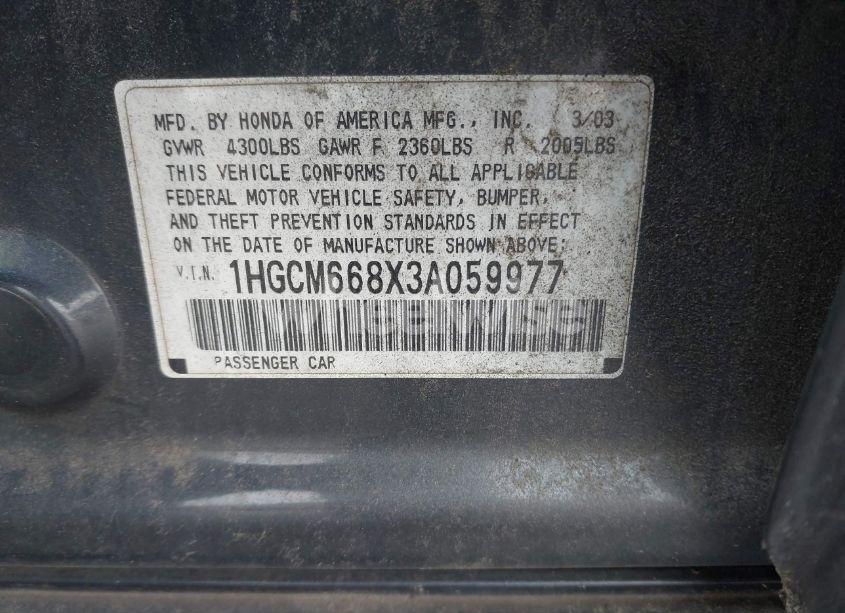 MFD. BY HONDA OF AMERICA MFG., INC. 3/03
GVWR 4300LBS GAWR F 2360LBS R 2005LBS
THIS VEHICLE CONFORMS TO ALL APPLICABLE
FEDERAL MOTOR VEHICLE SAFETY, BUMPER,
AND THEFT PREVENTION STANDARDS IN EFFECT
ON THE DATE OF MANUFACTURE SHOWN ABOVE:
V.I.N. 1HGCM668X3A059977
PASSENGER CAR